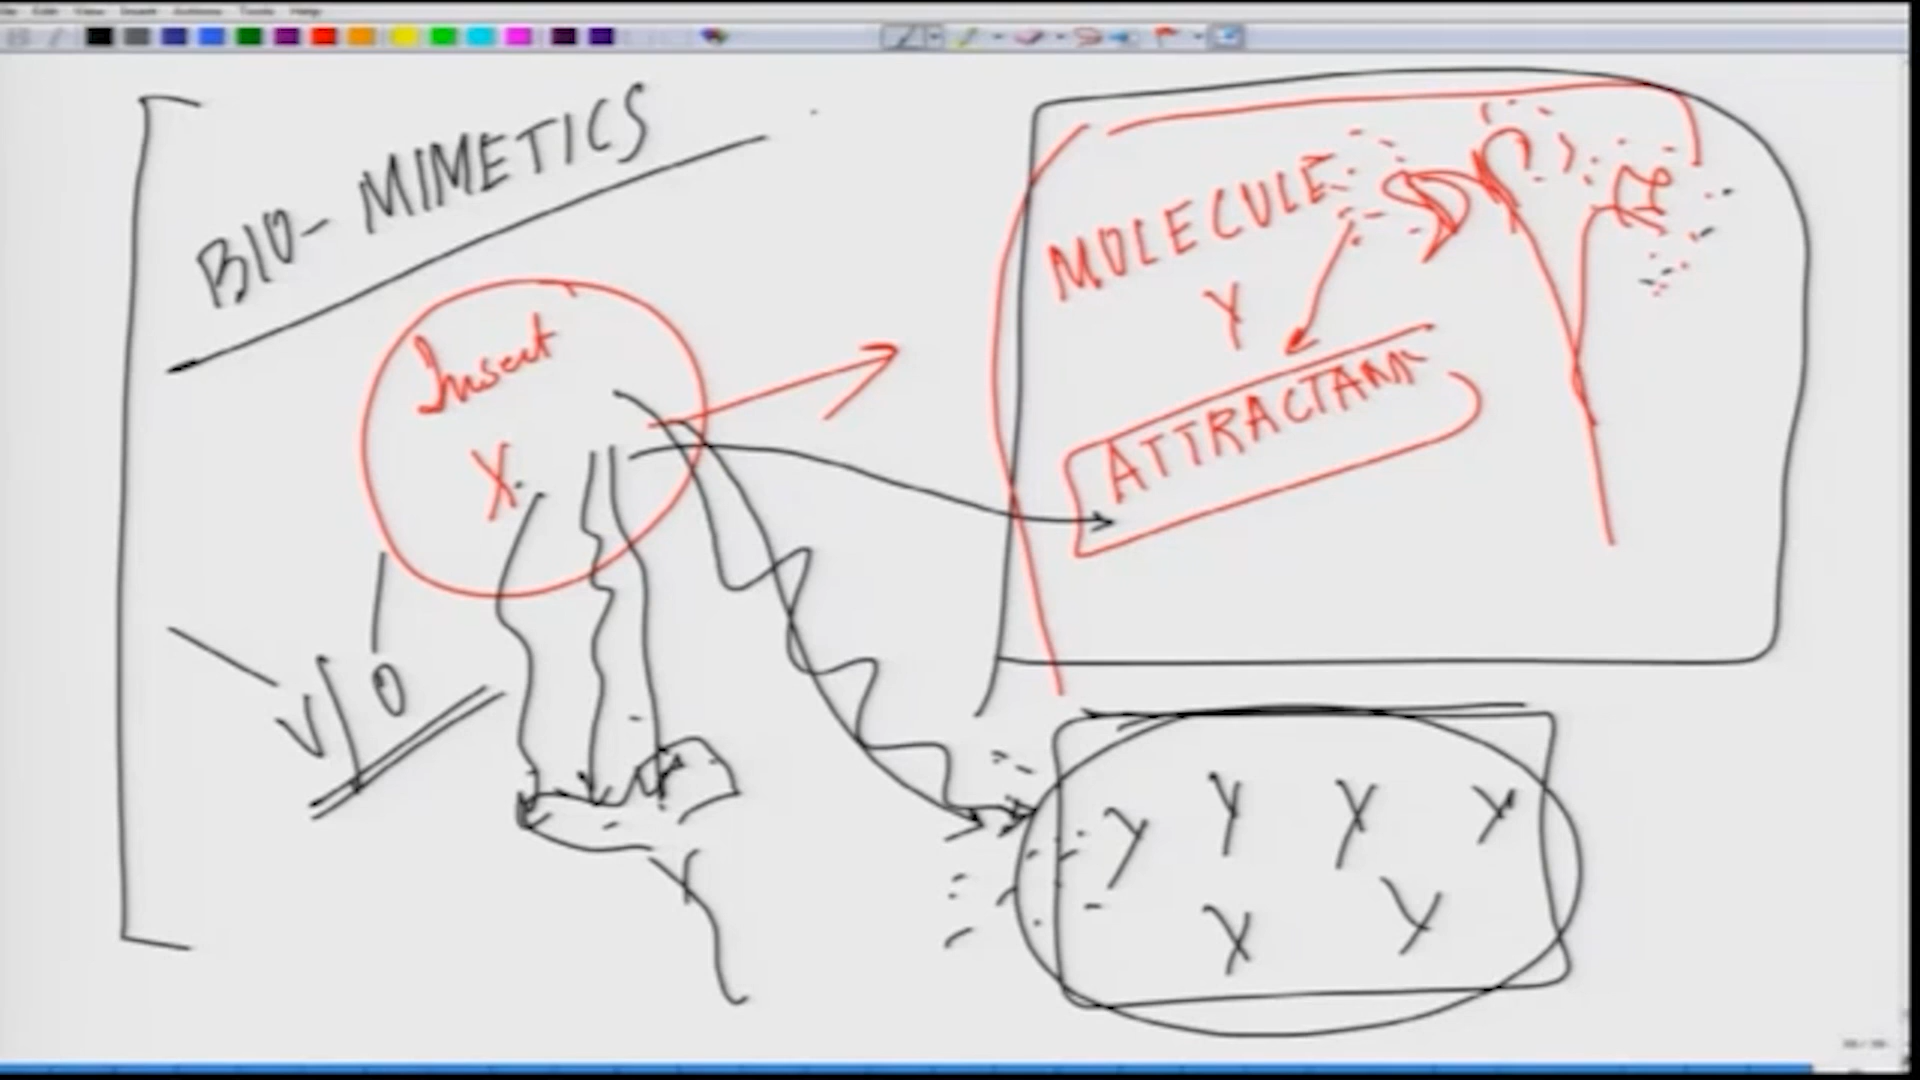 BIO-MIMETICS
Insect
X
MOLECULE
Y
ATTRACTANT
V/O
Y Y Y Y
Y Y